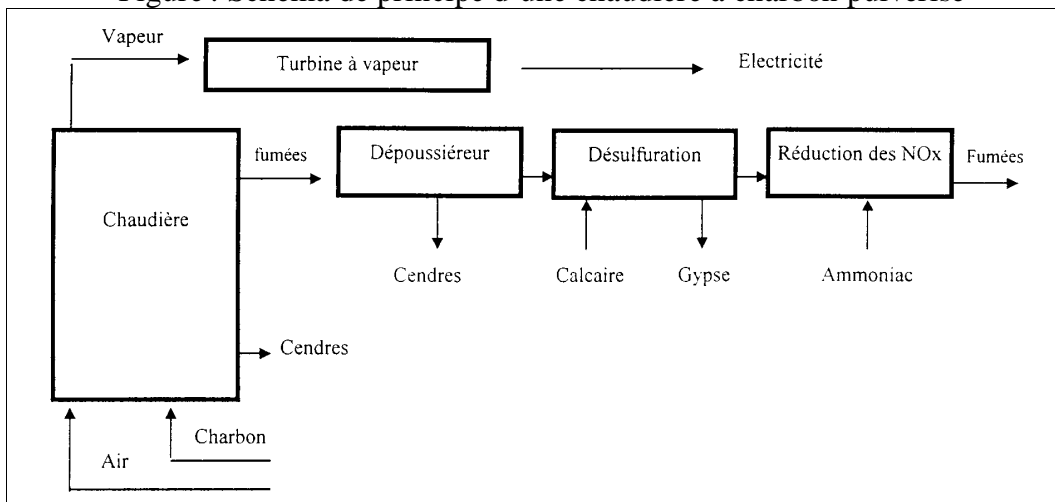 Figure : Schéma de principe d'une chaudière à charbon pulvérisé
Vapeur
Turbine à vapeur
Electricité
fumées
Dépoussiéreur
Désulfuration
Réduction des NOx
Fumées
Chaudière
Cendres
Calcaire
Gypse
Ammoniac
Cendres
Charbon
Air